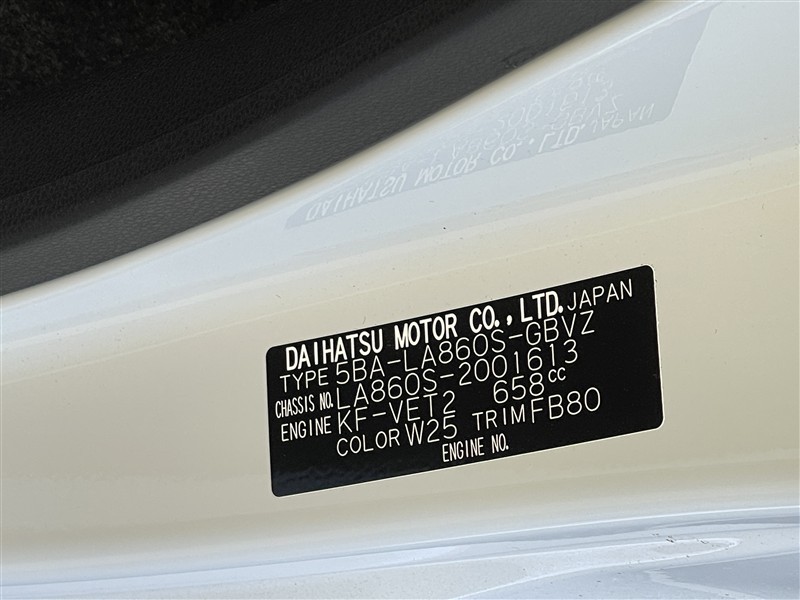 DAIHATSU MOTOR CO., LTD. JAPAN
TYPE 5BA-LA860S-GBVZ
CHASSIS NO. LA860S-2001613
ENGINE KF-VET2 658cc
COLOR W25 TRIM FB80
ENGINE NO.